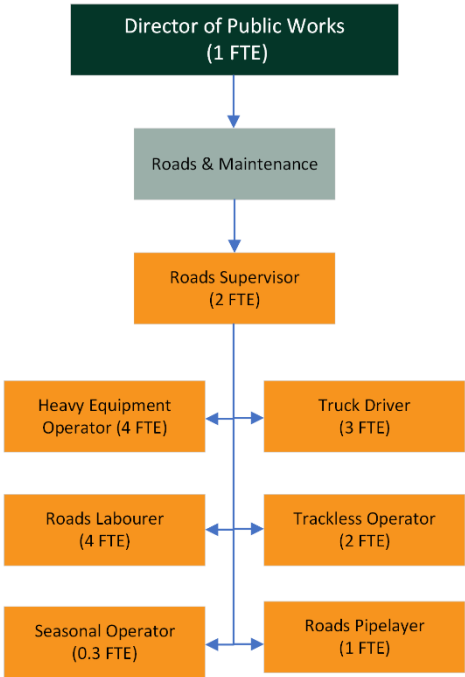 Director of Public Works
(1 FTE)
Roads & Maintenance
Roads Supervisor
(2 FTE)
Heavy Equipment
Operator (4 FTE)
Truck Driver
(3 FTE)
Roads Labourer
(4 FTE)
Trackless Operator
(2 FTE)
Seasonal Operator
(0.3 FTE)
Roads Pipelayer
(1 FTE)